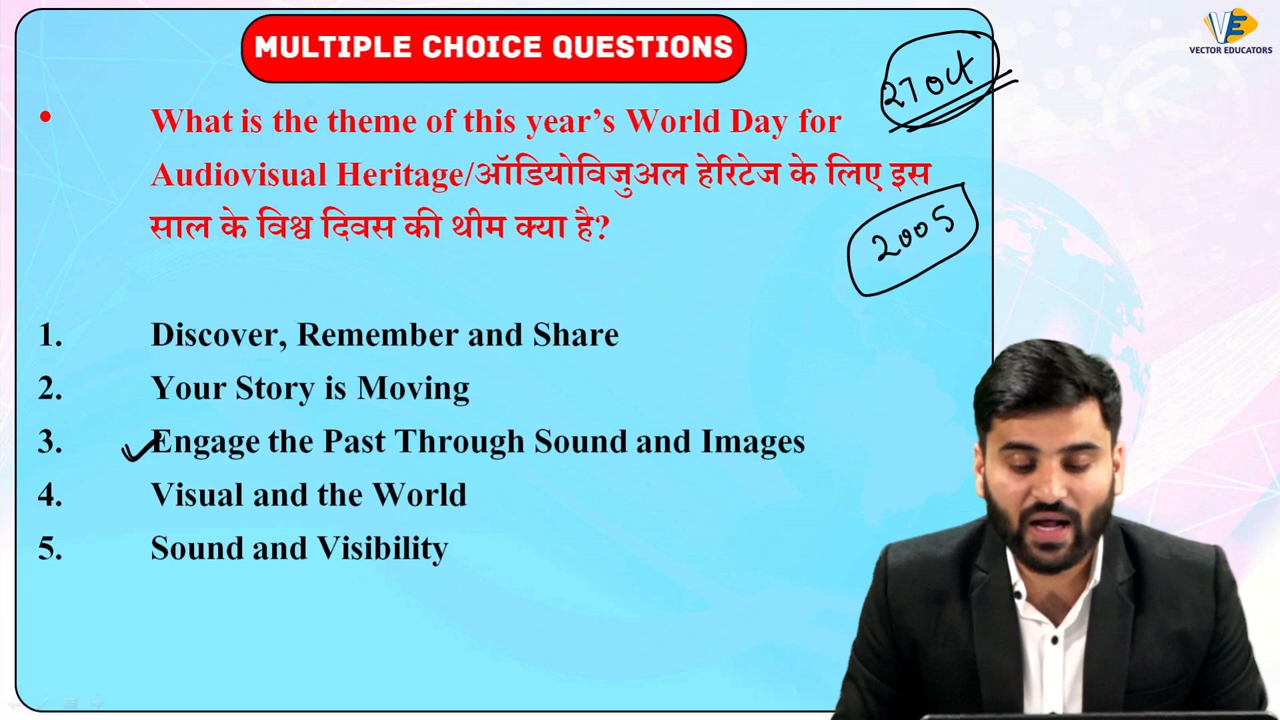 MULTIPLE CHOICE QUESTIONS
VECTOR EDUCATORS
27 Oct
• What is the theme of this year’s World Day for
Audiovisual Heritage/ऑडियोविजुअल हेरिटेज के लिए इस
साल के विश्व दिवस की थीम क्या है?
2005
1. Discover, Remember and Share
2. Your Story is Moving
3. Engage the Past Through Sound and Images
4. Visual and the World
5. Sound and Visibility